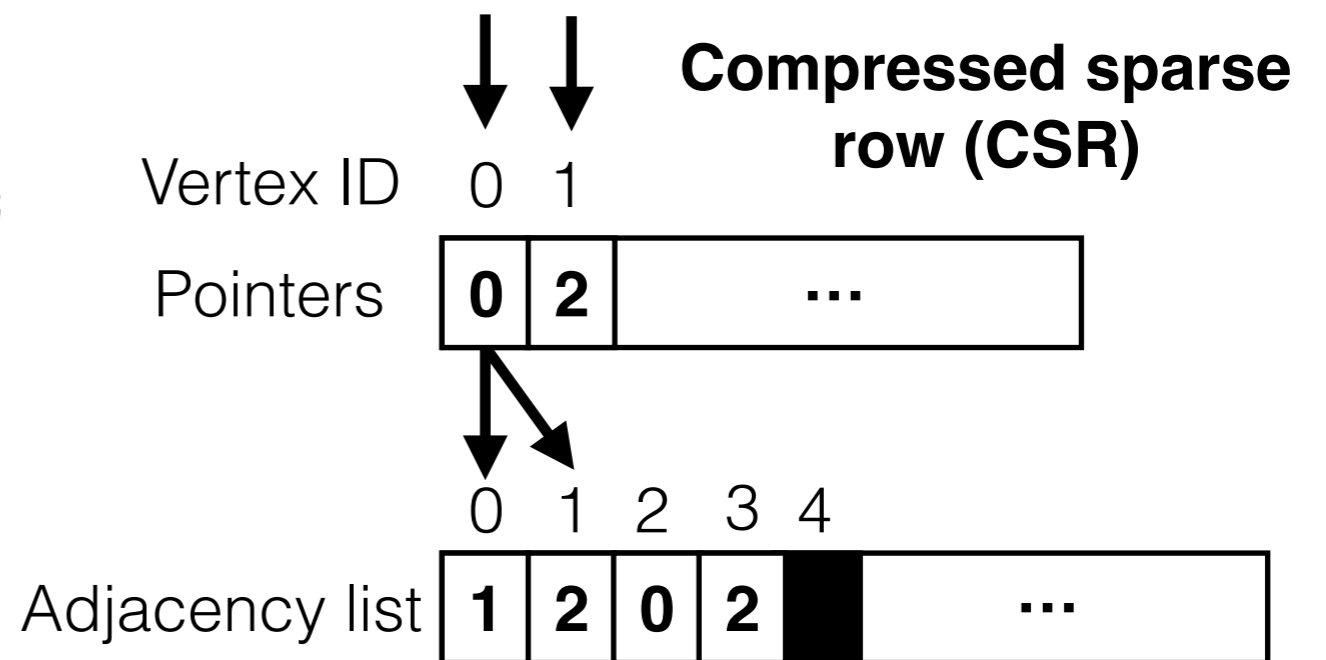 Compressed sparse
row (CSR)
Vertex ID 0 1
Pointers 0 2 ...
0 1 2 3 4
Adjacency list 1 2 0 2 ...